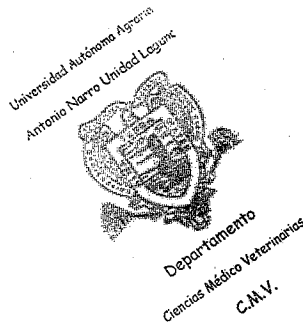 Universidad Autónoma Agraria
Antonio Narro Unidad Laguna
Departamento
Ciencias Médico Veterinarias
C.M.V.